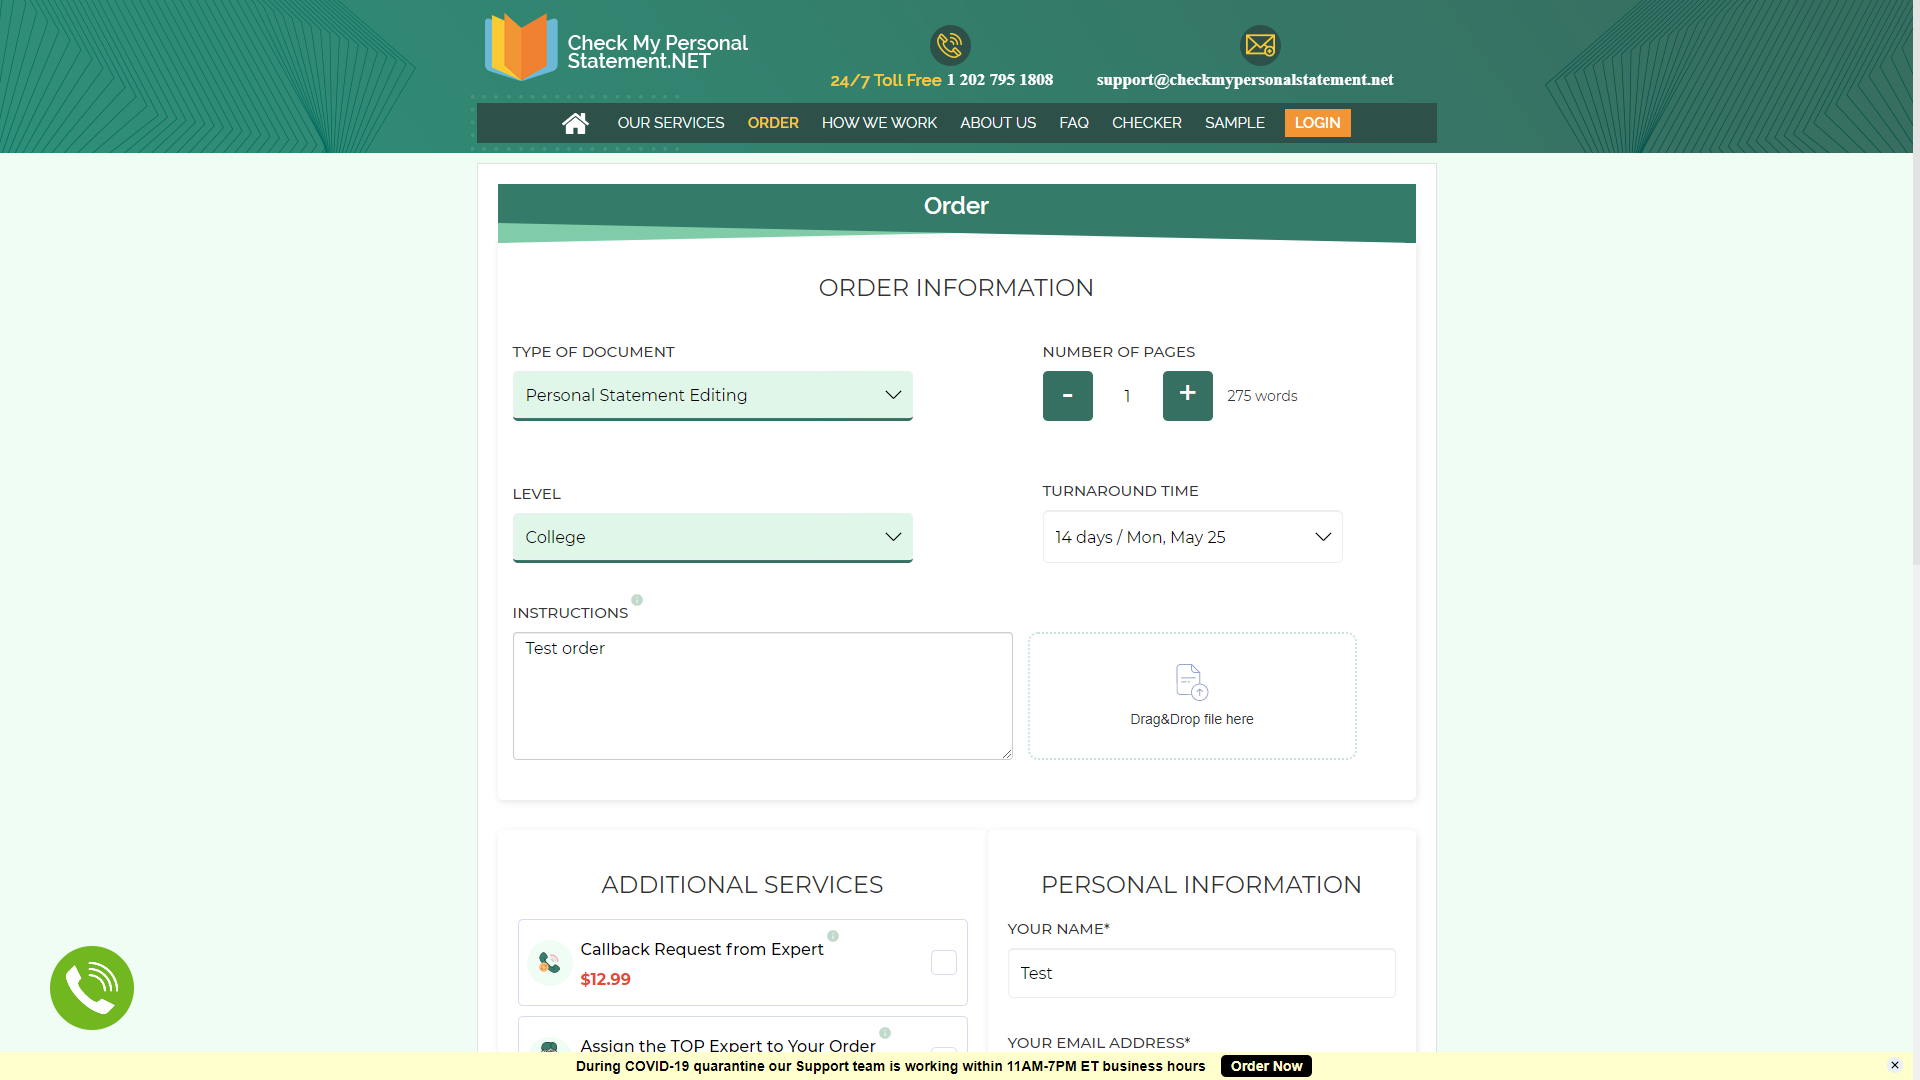 Check My Personal
Statement.NET
24/7 Toll Free 1 202 795 1808
support@checkmypersonalstatement.net
OUR SERVICES ORDER HOW WE WORK ABOUT US FAQ CHECKER SAMPLE LOGIN
Order
ORDER INFORMATION
TYPE OF DOCUMENT
Personal Statement Editing
NUMBER OF PAGES
- 1 + 275 words
LEVEL
College
TURNAROUND TIME
14 days / Mon, May 25
INSTRUCTIONS
Test order
Drag&Drop file here
ADDITIONAL SERVICES
Callback Request from Expert
$12.99
Assign the TOP Expert to Your Order
PERSONAL INFORMATION
YOUR NAME*
Test
YOUR EMAIL ADDRESS*
During COVID-19 quarantine our Support team is working within 11AM-7PM ET business hours Order Now